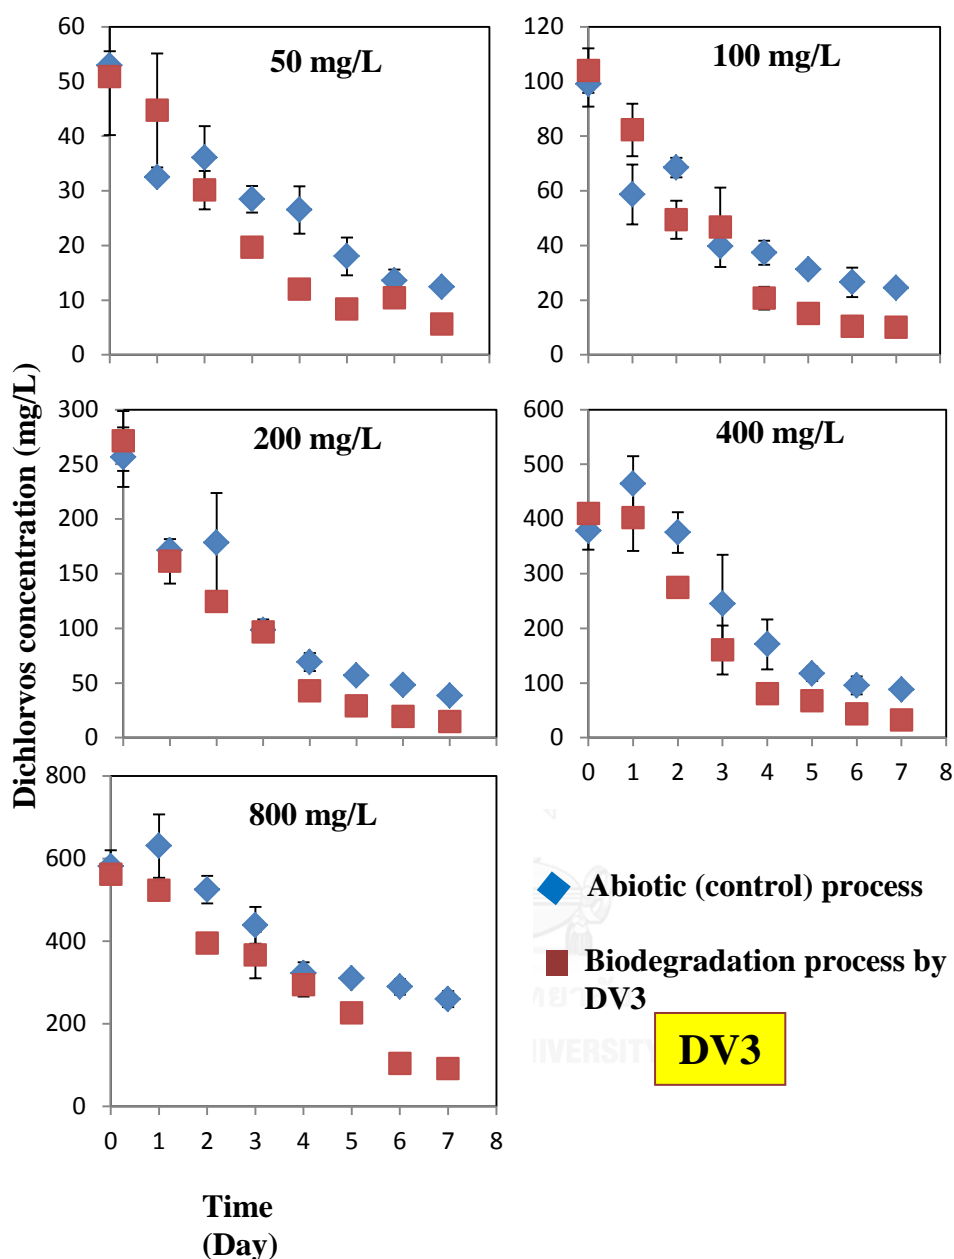 50 mg/L
60
50
40
30
20
10
0
100 mg/L
120
100
80
60
40
20
0
Dichlorvos concentration (mg/L)
200 mg/L
300
250
200
150
100
50
0
400 mg/L
600
500
400
300
200
100
0
0 1 2 3 4 5 6 7 8
800 mg/L
800
600
400
200
0
0 1 2 3 4 5 6 7 8
Time
(Day)
Abiotic (control) process
Biodegradation process by
DV3
DV3